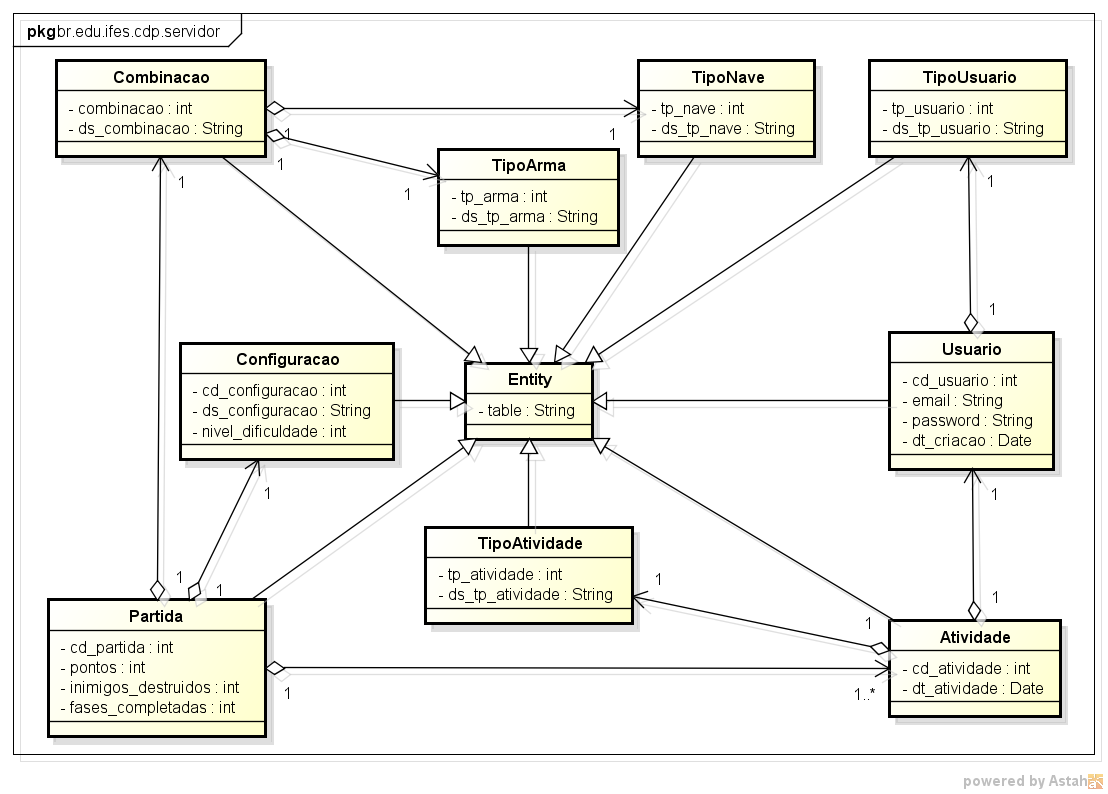 pkg br.edu.ifes.cdp.servidor
Combinacao
- combinacao : int
- ds_combinacao : String
TipoNave
- tp_nave : int
- ds_tp_nave : String
TipoUsuario
- tp_usuario : int
- ds_tp_usuario : String
1
1
1
1
TipoArma
- tp_arma : int
- ds_tp_arma : String
1
1
1
Configuracao
- cd_configuracao : int
- ds_configuracao : String
- nivel_dificuldade : int
Entity
- table : String
Usuario
- cd_usuario : int
- email : String
- password : String
- dt_criacao : Date
1
1
TipoAtividade
- tp_atividade : int
- ds_tp_atividade : String
1
1
1
1
1
Partida
- cd_partida : int
- pontos : int
- inimigos_destruidos : int
- fases_completadas : int
Atividade
- cd_atividade : int
- dt_atividade : Date
1
1..*
powered by Astah